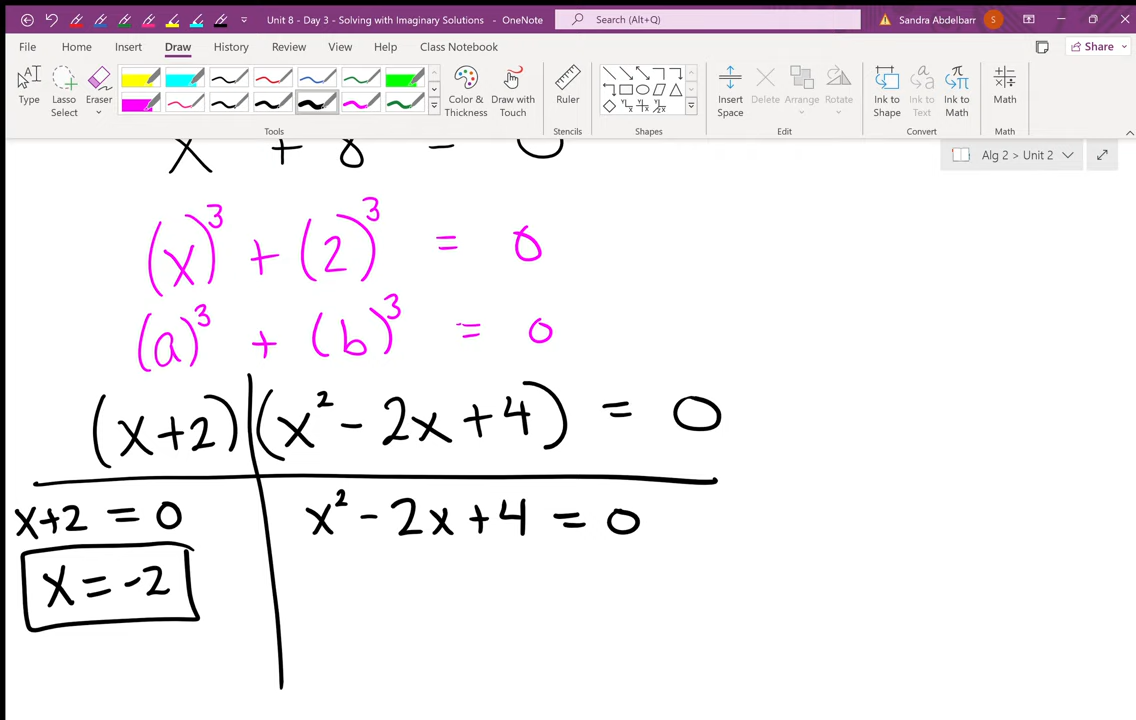 Unit 8 - Day 3 - Solving with Imaginary Solutions - OneNote
Search (Alt+Q)
Sandra Abdelbarr
S
File Home Insert Draw History Review View Help Class Notebook
Share
Type
Lasso Select
Eraser
Color & Thickness
Draw with Touch
Ruler
Insert Space
Delete
Arrange
Rotate
Ink to Shape
Ink to Text
Ink to Math
Math
Tools
Stencils
Shapes
Edit
Convert
Math
Alg 2 > Unit 2
x + 8 = 0
(x)³ + (2)³ = 0
(a)³ + (b)³ = 0
(x+2) (x² - 2x + 4) = 0
x+2 = 0
x² - 2x + 4 = 0
x = -2